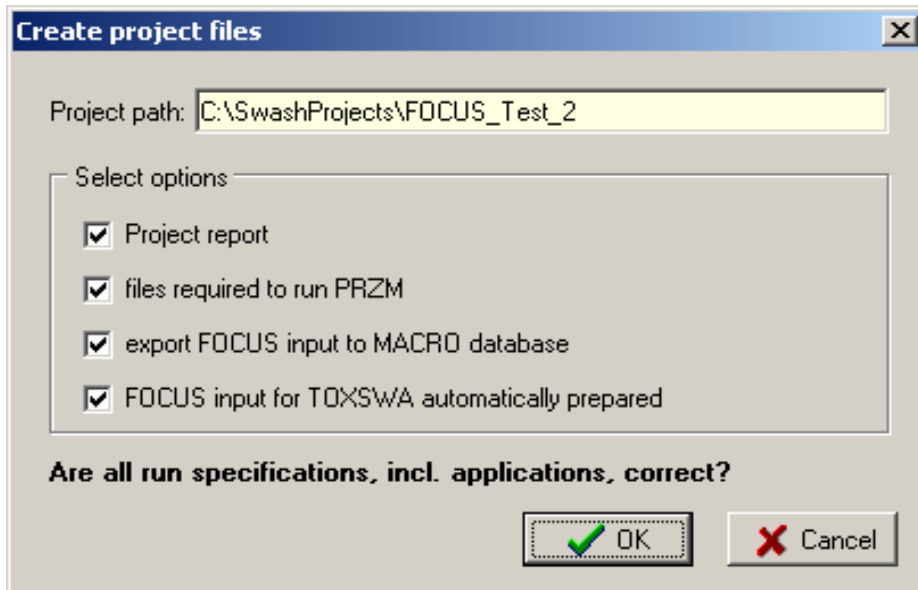 Create project files
Project path: C:\SwashProjects\FOCUS_Test_2
Select options
Project report
files required to run PRZM
export FOCUS input to MACRO database
FOCUS input for TOXSWA automatically prepared
Are all run specifications, incl. applications, correct?
OK Cancel